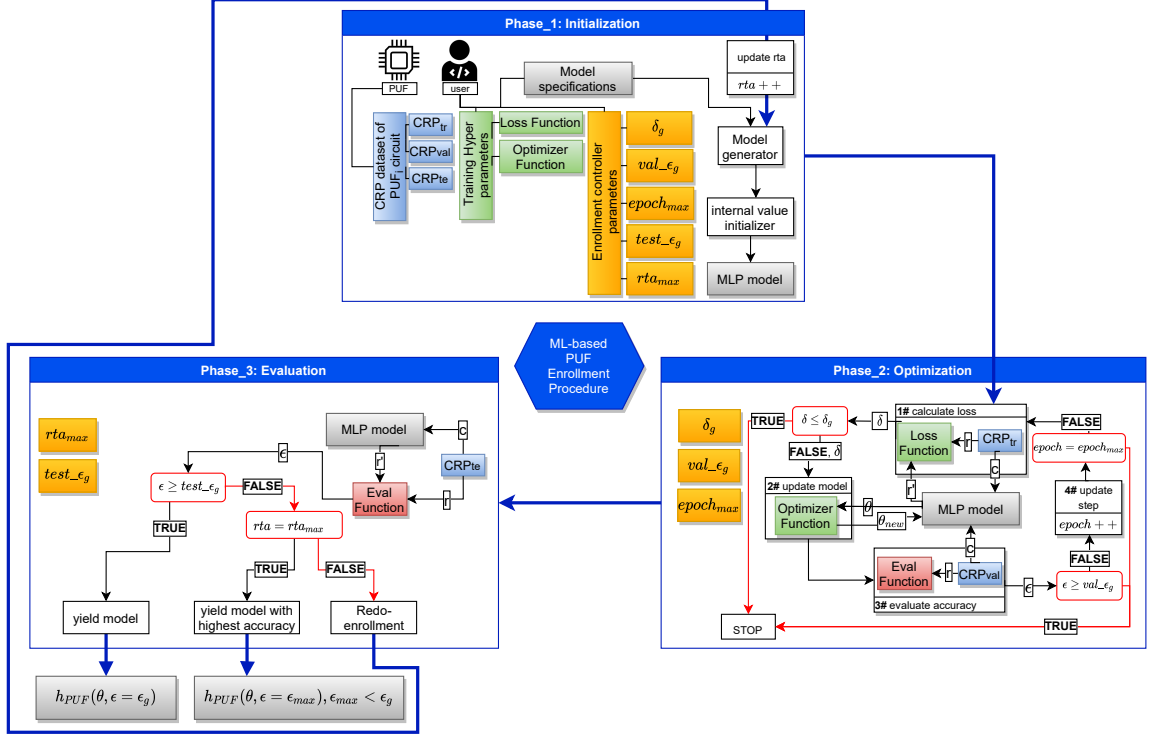 Phase_1: Initialization
PUF
user
Model
specifications
update rta
rta ++
CRP dataset of
PUF_i circuit
CRP_tr
CRP_val
CRP_te
Training Hyper
parameters
Loss Function
Optimizer
Function
Enrollment controller
parameters
δ_g
val_ϵ_g
epoch_max
test_ϵ_g
rta_max
Model
generator
internal value
initializer
MLP model
ML-based
PUF
Enrollment
Procedure
Phase_3: Evaluation
rta_max
test_ϵ_g
MLP model
C
CRP_te
r'
r
Eval
Function
ϵ
ϵ ≥ test_ϵ_g
FALSE
TRUE
rta = rta_max
TRUE
FALSE
yield model
yield model with
highest accuracy
Redo-
enrollment
h_PUF(θ, ϵ = ϵ_g)
h_PUF(θ, ϵ = ϵ_max), ϵ_max < ϵ_g
Phase_2: Optimization
δ_g
val_ϵ_g
epoch_max
TRUE
δ ≤ δ_g
δ
1# calculate loss
Loss
Function
r
CRP_tr
C
r'
FALSE, δ
2# update model
Optimizer
Function
θ
θ_new
MLP model
C
Eval
Function
r
CRP_val
3# evaluate accuracy
ϵ
ϵ ≥ val_ϵ_g
FALSE
4# update
step
epoch ++
epoch = epoch_max
FALSE
TRUE
STOP